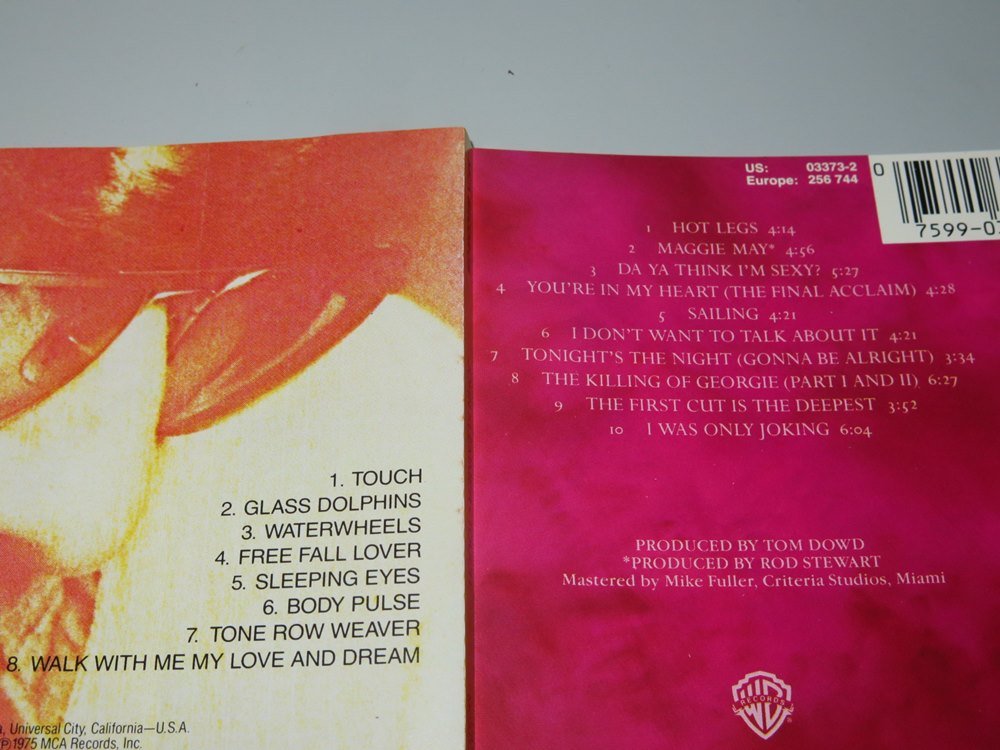 1. TOUCH
2. GLASS DOLPHINS
3. WATERWHEELS
4. FREE FALL LOVER
5. SLEEPING EYES
6. BODY PULSE
7. TONE ROW WEAVER
8. WALK WITH ME MY LOVE AND DREAM
Universal City, California—U.S.A.
℗1975 MCA Records, Inc.
US: 03373-2
Europe: 256 744
0
7599-03
1 HOT LEGS 4:14
2 MAGGIE MAY* 4:56
3 DA YA THINK I'M SEXY? 5:27
4 YOU'RE IN MY HEART (THE FINAL ACCLAIM) 4:28
5 SAILING 4:21
6 I DON'T WANT TO TALK ABOUT IT 4:21
7 TONIGHT'S THE NIGHT (GONNA BE ALRIGHT) 3:34
8 THE KILLING OF GEORGIE (PART I AND II) 6:27
9 THE FIRST CUT IS THE DEEPEST 3:52
10 I WAS ONLY JOKING 6:04
PRODUCED BY TOM DOWD
*PRODUCED BY ROD STEWART
Mastered by Mike Fuller, Criteria Studios, Miami
WB
RECORDS
®